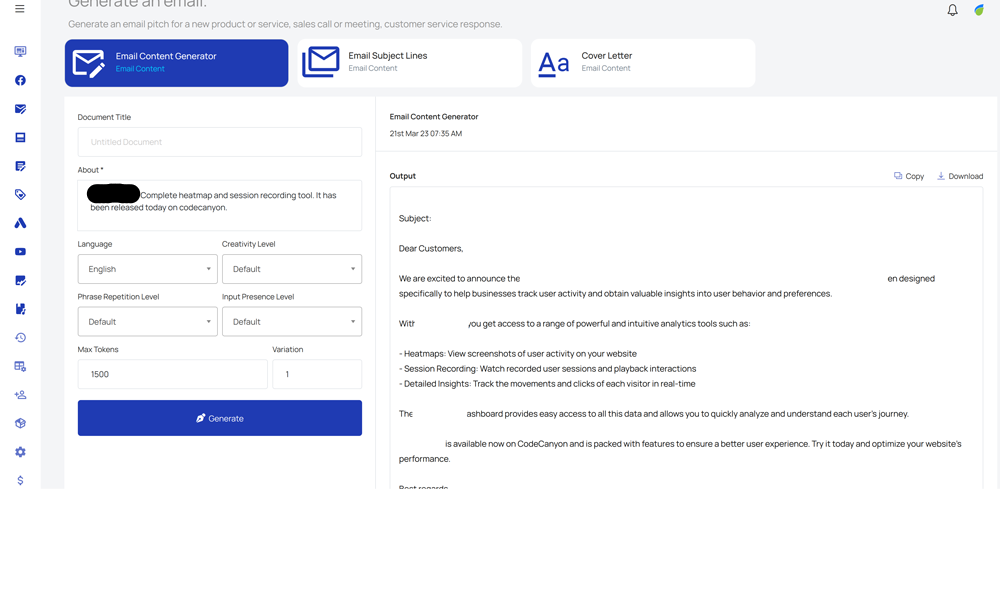 Generate an email.
Generate an email pitch for a new product or service, sales call or meeting, customer service response.
Email Content Generator
Email Content
Email Subject Lines
Email Content
Aa
Cover Letter
Email Content
Document Title
Untitled Document
About *
Complete heatmap and session recording tool. It has
been released today on codecanyon.
Language
Creativity Level
English
Default
Phrase Repetition Level
Input Presence Level
Default
Default
Max Tokens
Variation
1500
1
Generate
Email Content Generator
21st Mar 23 07:35 AM
Output
Copy
Download
Subject:
Dear Customers,
We are excited to announce the en designed
specifically to help businesses track user activity and obtain valuable insights into user behavior and preferences.
With you get access to a range of powerful and intuitive analytics tools such as:
- Heatmaps: View screenshots of user activity on your website
- Session Recording: Watch recorded user sessions and playback interactions
- Detailed Insights: Track the movements and clicks of each visitor in real-time
The ashboard provides easy access to all this data and allows you to quickly analyze and understand each user's journey.
is available now on CodeCanyon and is packed with features to ensure a better user experience. Try it today and optimize your website's
performance.
Best regards